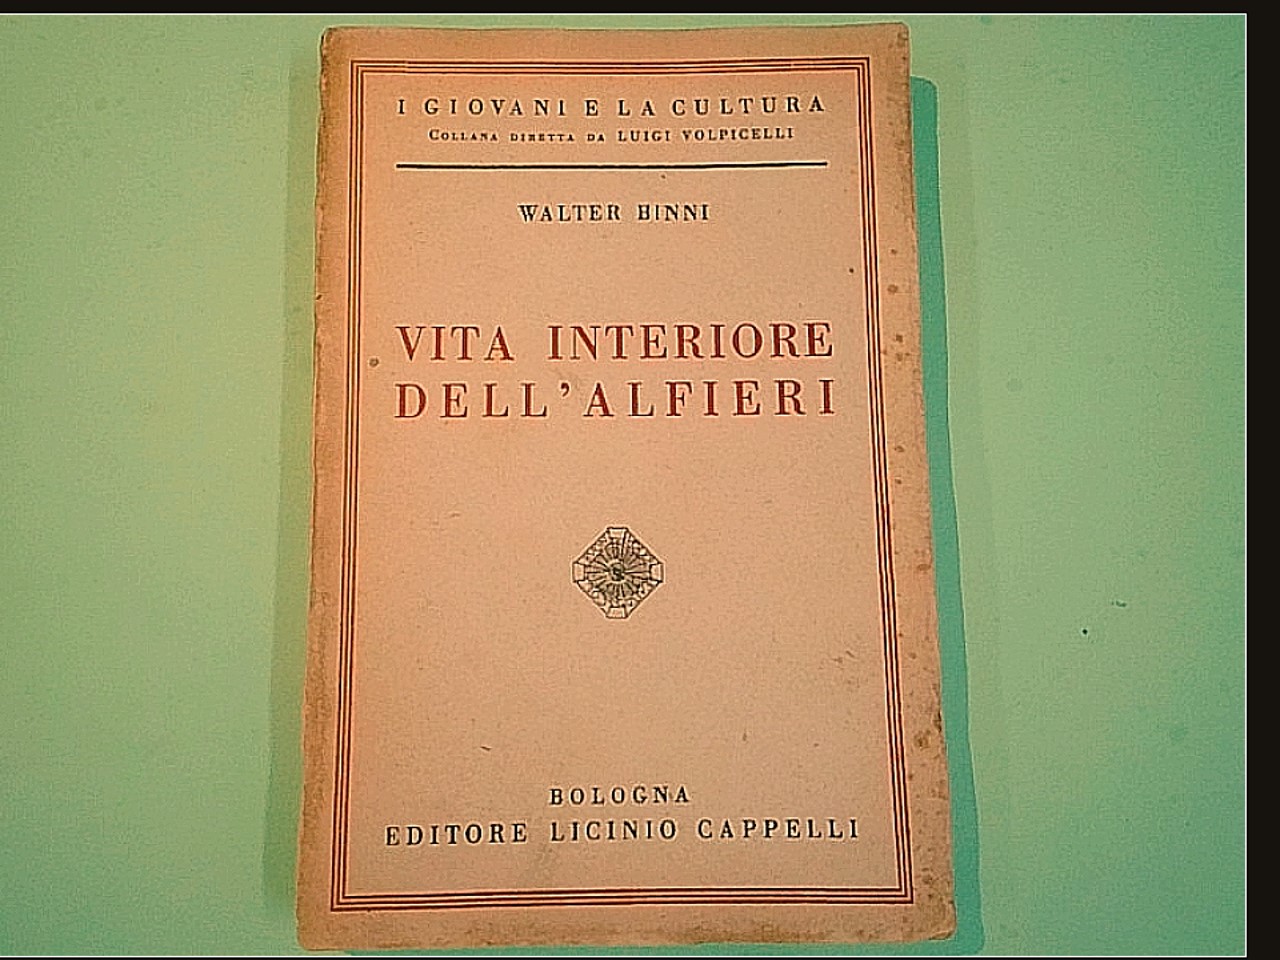 I GIOVANI E LA CULTURA
COLLANA DIRETTA DA LUIGI VOLPICELLI
WALTER BINNI
VITA INTERIORE
DELL'ALFIERI
BOLOGNA
EDITORE LICINIO CAPPELLI